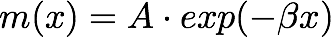 m(x) = A · exp(−βx)